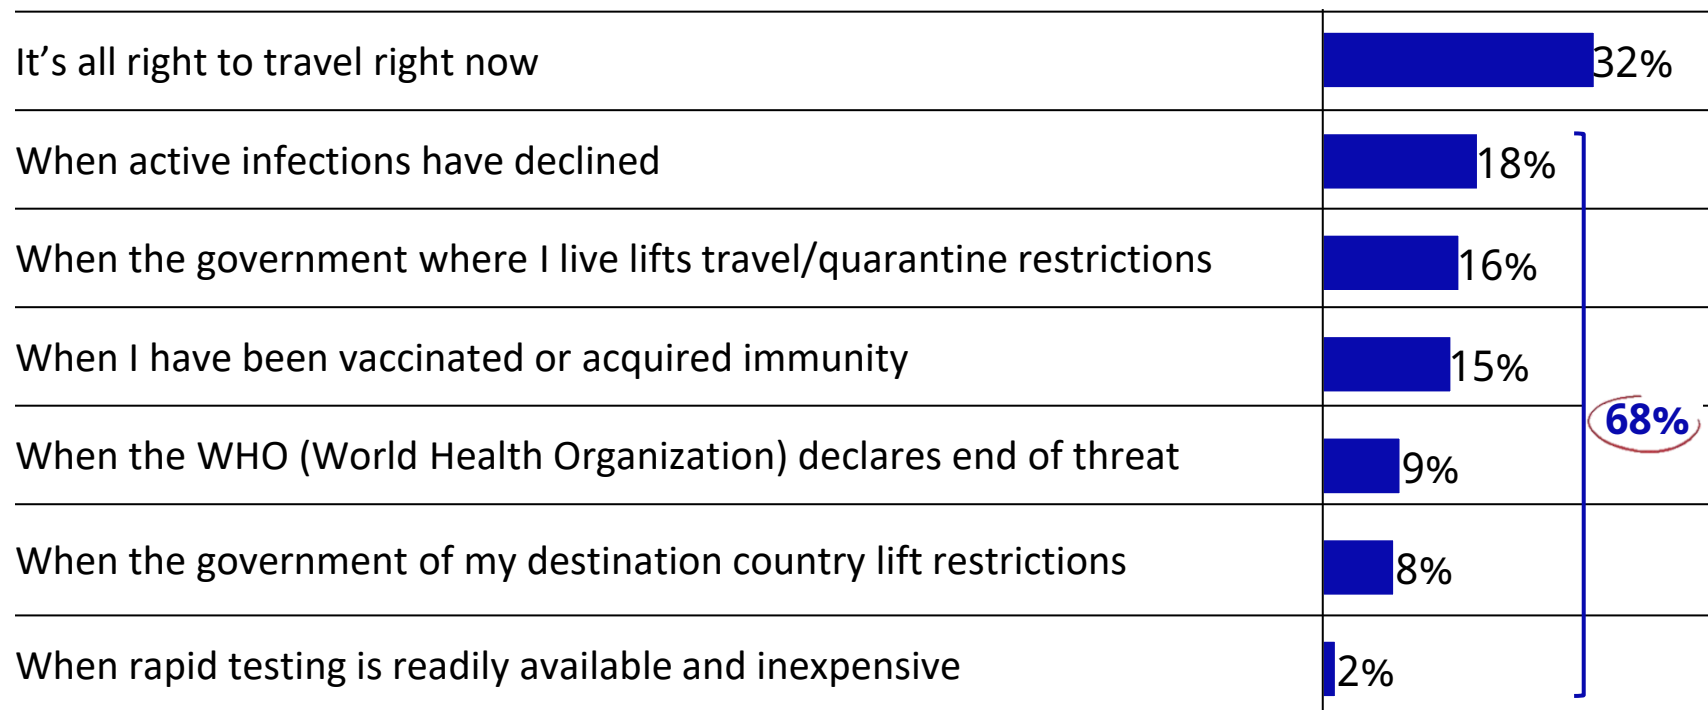 It’s all right to travel right now 32%
When active infections have declined 18%
When the government where I live lifts travel/quarantine restrictions 16%
When I have been vaccinated or acquired immunity 15%
68%
When the WHO (World Health Organization) declares end of threat 9%
When the government of my destination country lift restrictions 8%
When rapid testing is readily available and inexpensive 2%